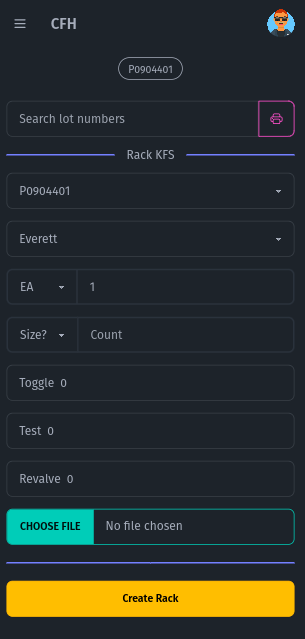 CFH
P0904401
Search lot numbers
Rack KFS
P0904401
Everett
EA 1
Size? Count
Toggle 0
Test 0
Revalve 0
CHOOSE FILE No file chosen
Create Rack